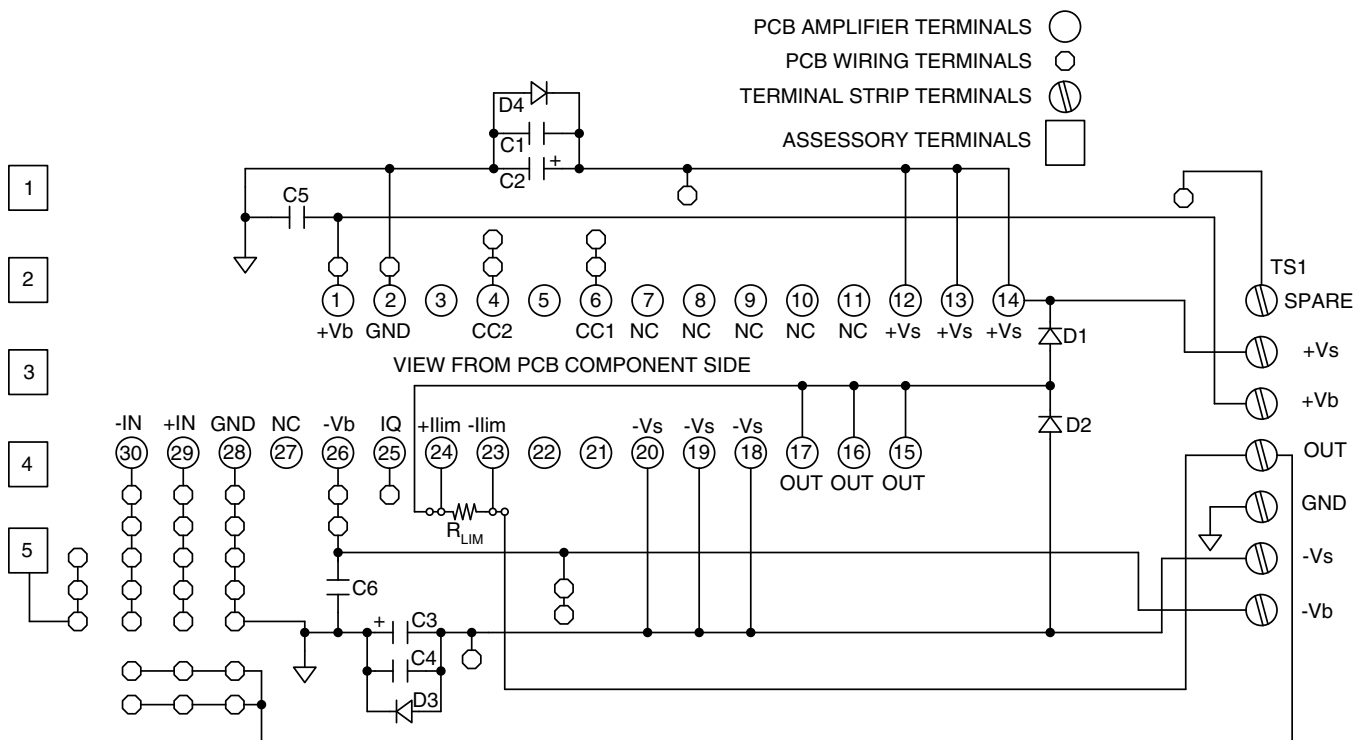 PCB AMPLIFIER TERMINALS
PCB WIRING TERMINALS
TERMINAL STRIP TERMINALS
ASSESSORY TERMINALS
D4
C1
C2 +
1
C5
2
TS1
1 2 3 4 5 6 7 8 9 10 11 12 13 14 SPARE
+Vb GND CC2 CC1 NC NC NC NC NC +Vs +Vs +Vs
D1
+Vs
VIEW FROM PCB COMPONENT SIDE
3
+Vb
D2
-IN +IN GND NC -Vb IQ +Ilim -Ilim -Vs -Vs -Vs
OUT
4
30 29 28 27 26 25 24 23 22 21 20 19 18 17 16 15
OUT OUT OUT
GND
RLIM
5
-Vs
C6
-Vb
+ C3
C4
D3